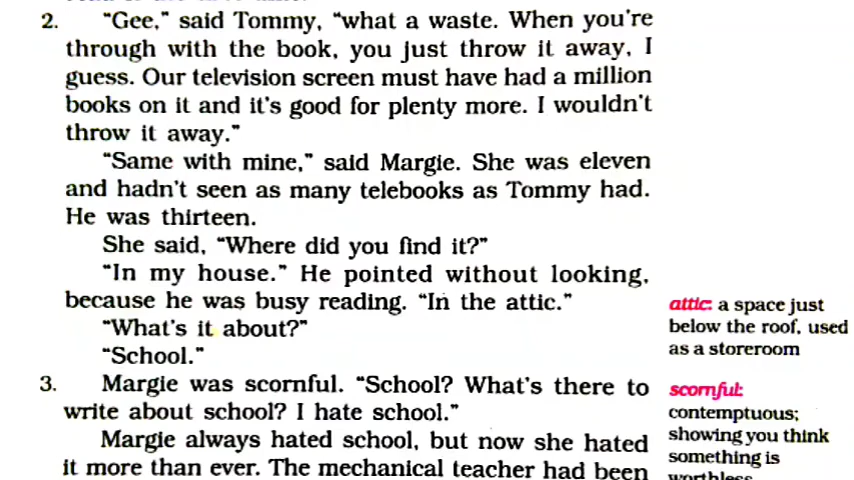 2. "Gee," said Tommy, "what a waste. When you're
through with the book, you just throw it away, I
guess. Our television screen must have had a million
books on it and it's good for plenty more. I wouldn't
throw it away."
"Same with mine," said Margie. She was eleven
and hadn't seen as many telebooks as Tommy had.
He was thirteen.
She said, "Where did you find it?"
"In my house." He pointed without looking,
because he was busy reading. "In the attic."
"What's it about?"
"School."
3. Margie was scornful. "School? What's there to
write about school? I hate school."
Margie always hated school, but now she hated
it more than ever. The mechanical teacher had been
attic: a space just
below the roof, used
as a storeroom
scornful:
contemptuous;
showing you think
something is
worthless